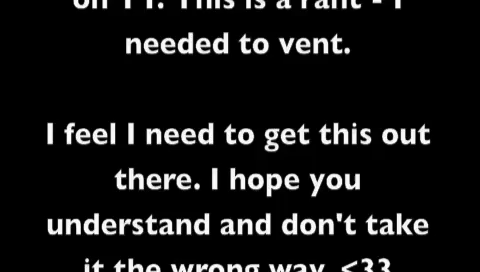 on YT. This is a rant - I
needed to vent.
I feel I need to get this out
there. I hope you
understand and don't take
it the wrong way. <33